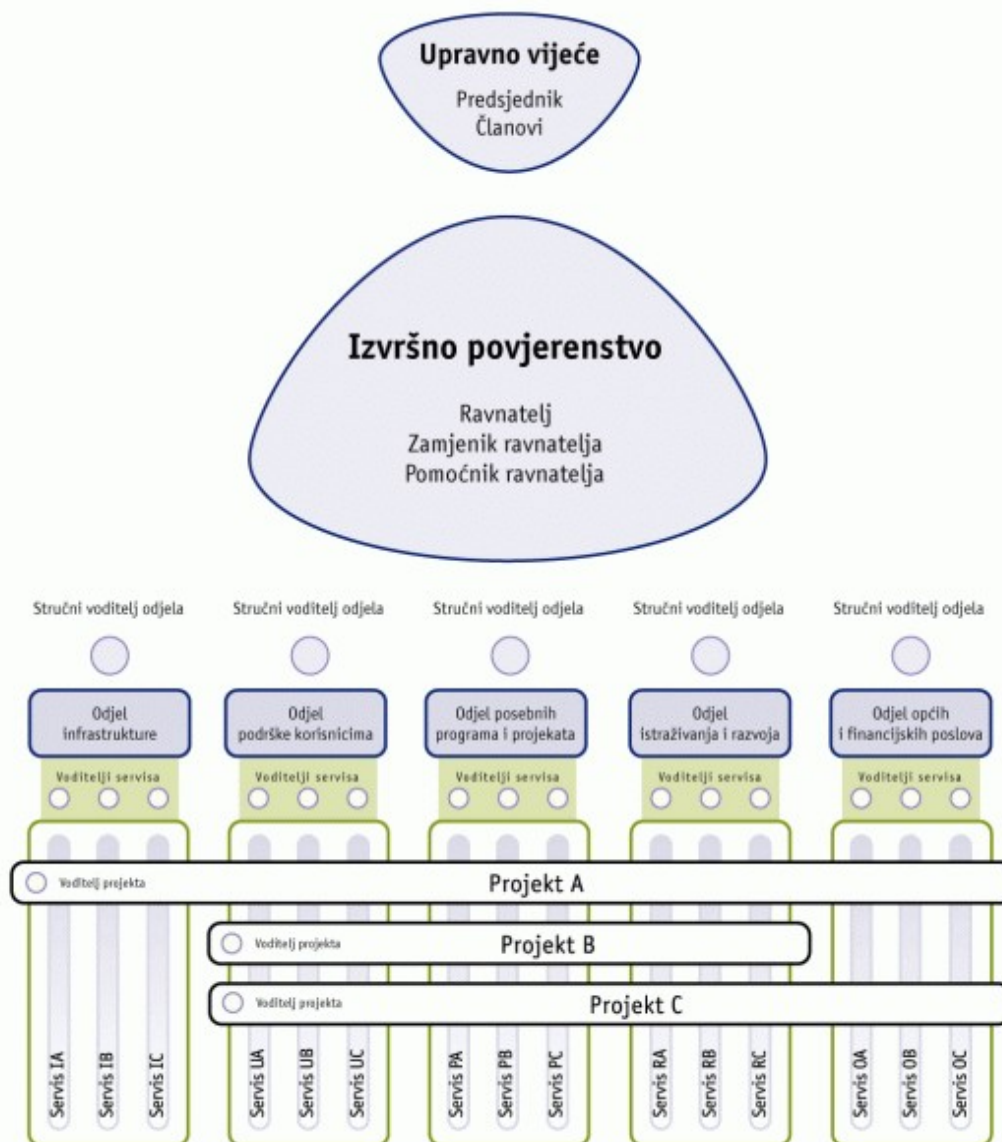 Upravno vijeće
Predsjednik
Članovi
Izvršno povjerenstvo
Ravnatelj
Zamjenik ravnatelja
Pomoćnik ravnatelja
Stručni voditelj odjela
Stručni voditelj odjela
Stručni voditelj odjela
Stručni voditelj odjela
Stručni voditelj odjela
Odjel
infrastrukture
Odjel
podrške korisnicima
Odjel posebnih
programa i projekata
Odjel
istraživanja i razvoja
Odjel općih
i financijskih poslova
Voditelji servisa
Voditelji servisa
Voditelji servisa
Voditelji servisa
Voditelji servisa
Voditelj projekta
Projekt A
Voditelj projekta
Projekt B
Voditelj projekta
Projekt C
Servis IA
Servis IB
Servis IC
Servis UA
Servis UB
Servis UC
Servis PA
Servis PB
Servis PC
Servis RA
Servis RB
Servis RC
Servis OA
Servis OB
Servis OC